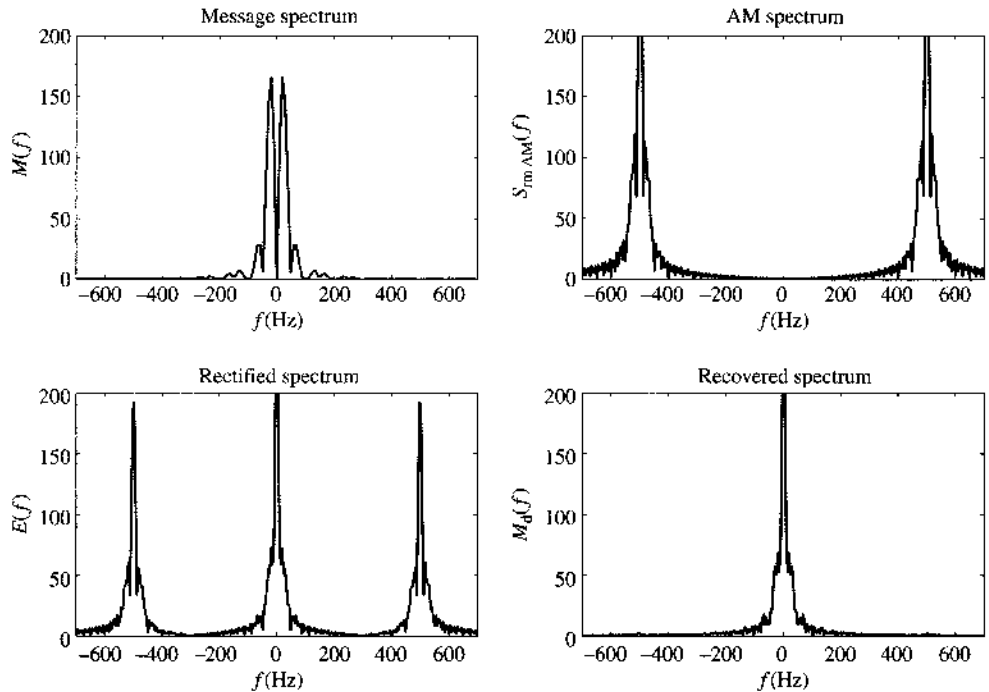 Message spectrum
200
150
100
50
0
M(f)
−600 −400 −200 0 200 400 600
f(Hz)
AM spectrum
200
150
100
50
0
S_rm AM(f)
−600 −400 −200 0 200 400 600
f(Hz)
Rectified spectrum
200
150
100
50
0
E(f)
−600 −400 −200 0 200 400 600
f(Hz)
Recovered spectrum
200
150
100
50
0
M_d(f)
−600 −400 −200 0 200 400 600
f(Hz)